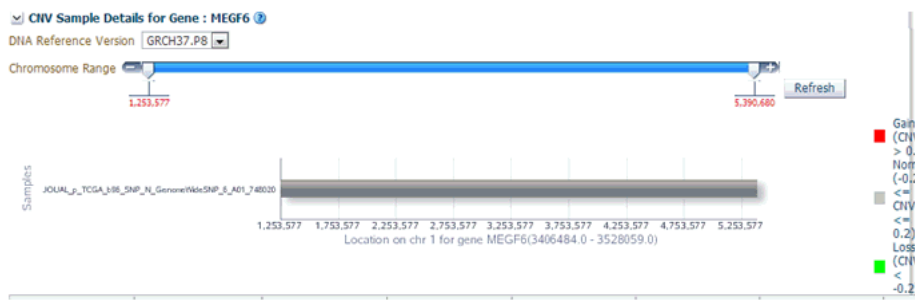 CNV Sample Details for Gene : MEGF6
DNA Reference Version GRCH37.P8
Chromosome Range
1,253,577 5,390,680
Refresh
Samples
JOUAL_p_TCGA_b96_SNP_N_GenomeWideSNP_6_A01_748020
1,253,577 1,753,577 2,253,577 2,753,577 3,253,577 3,753,577 4,253,577 4,753,577 5,253,577
Location on chr 1 for gene MEGF6(3406484.0 - 3528059.0)
Gain
(CNV
> 0.
Norm
(-0.2
<=
CNV
<=
0.2)
Loss
(CNV
<
-0.2